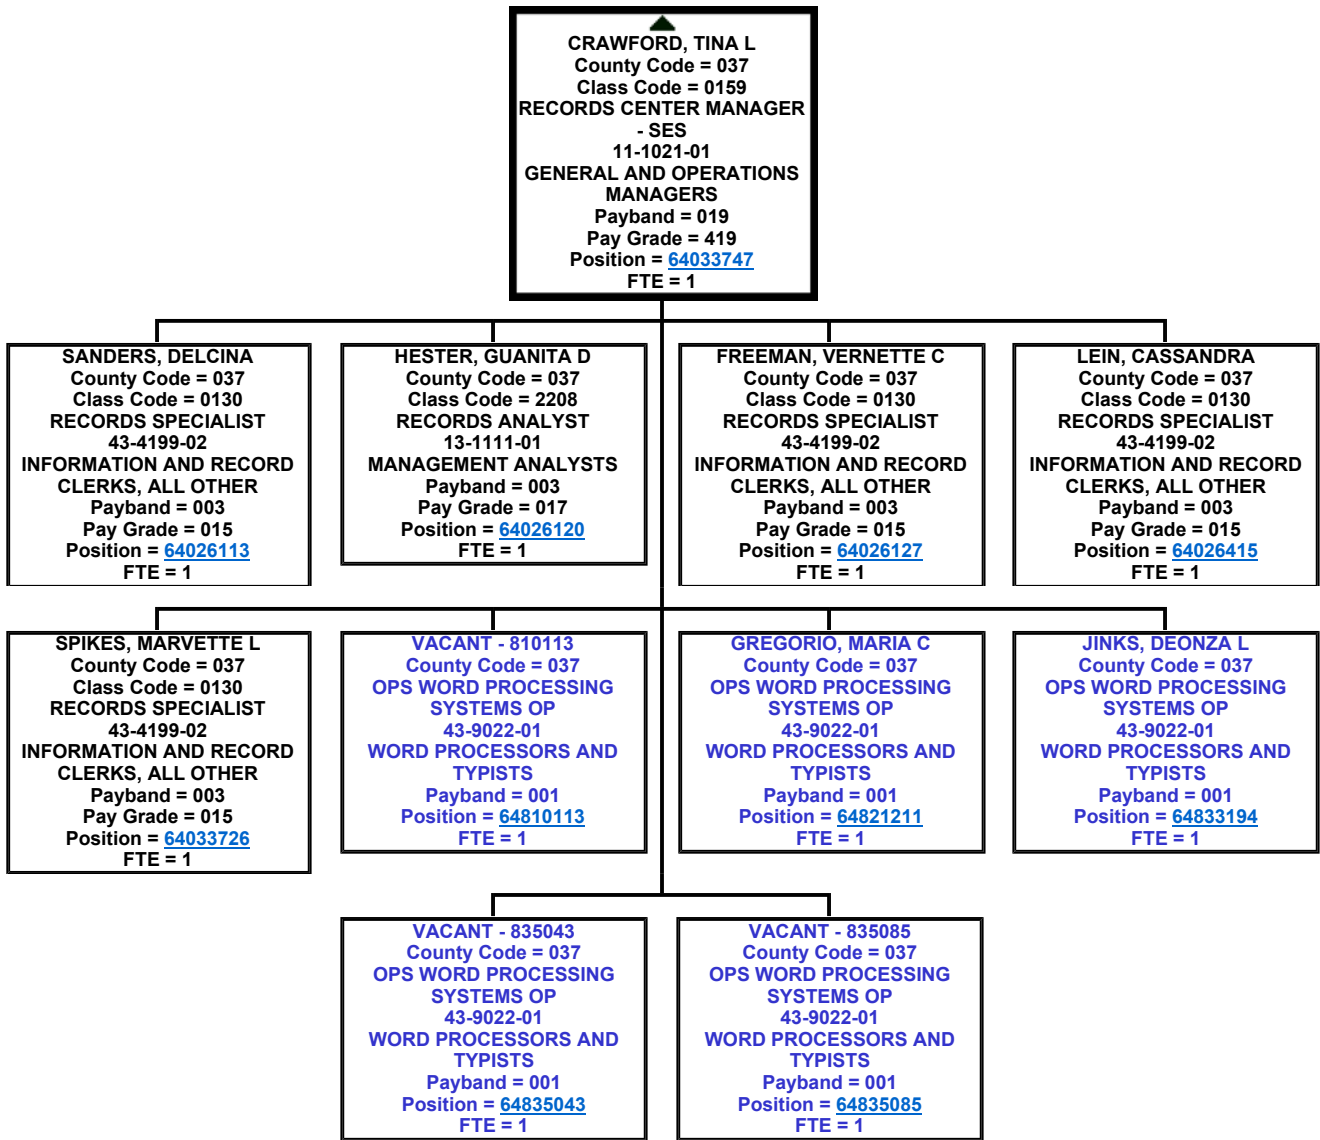 CRAWFORD, TINA L
County Code = 037
Class Code = 0159
RECORDS CENTER MANAGER
- SES
11-1021-01
GENERAL AND OPERATIONS
MANAGERS
Payband = 019
Pay Grade = 419
Position = 64033747
FTE = 1
SANDERS, DELCINA
County Code = 037
Class Code = 0130
RECORDS SPECIALIST
43-4199-02
INFORMATION AND RECORD
CLERKS, ALL OTHER
Payband = 003
Pay Grade = 015
Position = 64026113
FTE = 1
HESTER, GUANITA D
County Code = 037
Class Code = 2208
RECORDS ANALYST
13-1111-01
MANAGEMENT ANALYSTS
Payband = 003
Pay Grade = 017
Position = 64026120
FTE = 1
FREEMAN, VERNETTE C
County Code = 037
Class Code = 0130
RECORDS SPECIALIST
43-4199-02
INFORMATION AND RECORD
CLERKS, ALL OTHER
Payband = 003
Pay Grade = 015
Position = 64026127
FTE = 1
LEIN, CASSANDRA
County Code = 037
Class Code = 0130
RECORDS SPECIALIST
43-4199-02
INFORMATION AND RECORD
CLERKS, ALL OTHER
Payband = 003
Pay Grade = 015
Position = 64026415
FTE = 1
SPIKES, MARVETTE L
County Code = 037
Class Code = 0130
RECORDS SPECIALIST
43-4199-02
INFORMATION AND RECORD
CLERKS, ALL OTHER
Payband = 003
Pay Grade = 015
Position = 64033726
FTE = 1
VACANT - 810113
County Code = 037
OPS WORD PROCESSING
SYSTEMS OP
43-9022-01
WORD PROCESSORS AND
TYPISTS
Payband = 001
Position = 64810113
FTE = 1
GREGORIO, MARIA C
County Code = 037
OPS WORD PROCESSING
SYSTEMS OP
43-9022-01
WORD PROCESSORS AND
TYPISTS
Payband = 001
Position = 64821211
FTE = 1
JINKS, DEONZA L
County Code = 037
OPS WORD PROCESSING
SYSTEMS OP
43-9022-01
WORD PROCESSORS AND
TYPISTS
Payband = 001
Position = 64833194
FTE = 1
VACANT - 835043
County Code = 037
OPS WORD PROCESSING
SYSTEMS OP
43-9022-01
WORD PROCESSORS AND
TYPISTS
Payband = 001
Position = 64835043
FTE = 1
VACANT - 835085
County Code = 037
OPS WORD PROCESSING
SYSTEMS OP
43-9022-01
WORD PROCESSORS AND
TYPISTS
Payband = 001
Position = 64835085
FTE = 1